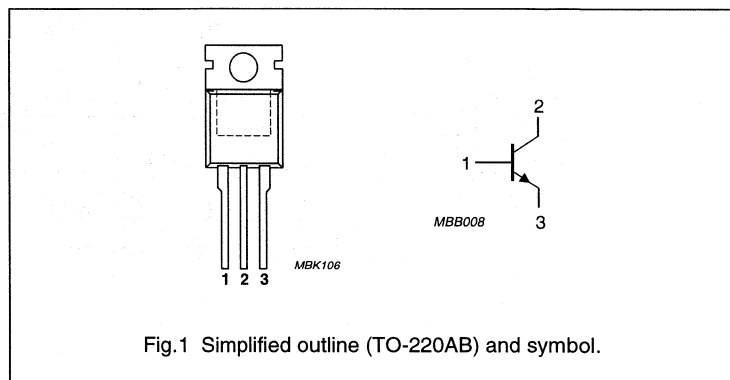 2
1
MBB008
3
MBK106
1 2 3
Fig.1 Simplified outline (TO-220AB) and symbol.